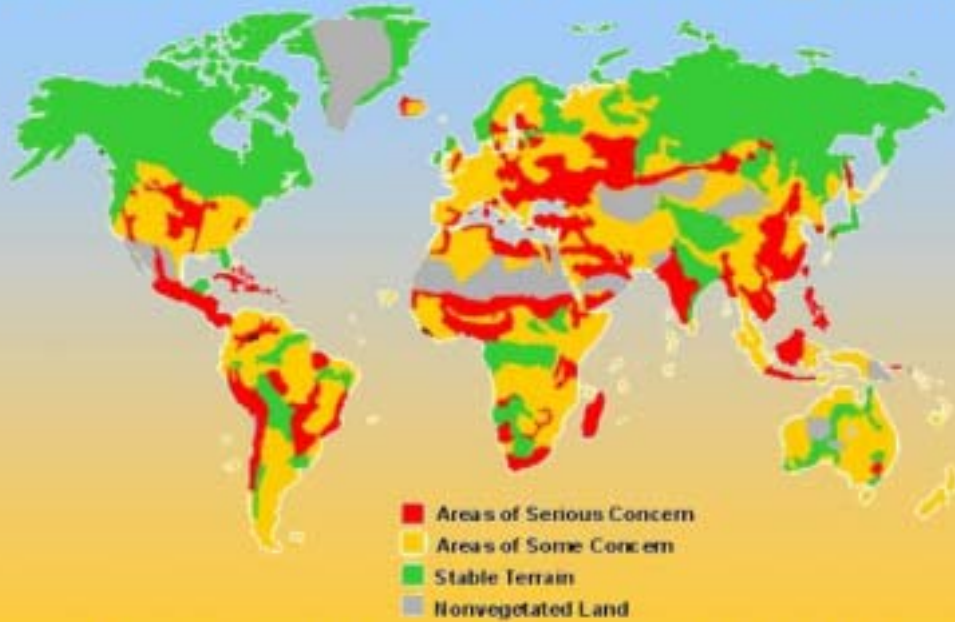 Areas of Serious Concern
Areas of Some Concern
Stable Terrain
Nonvegetated Land